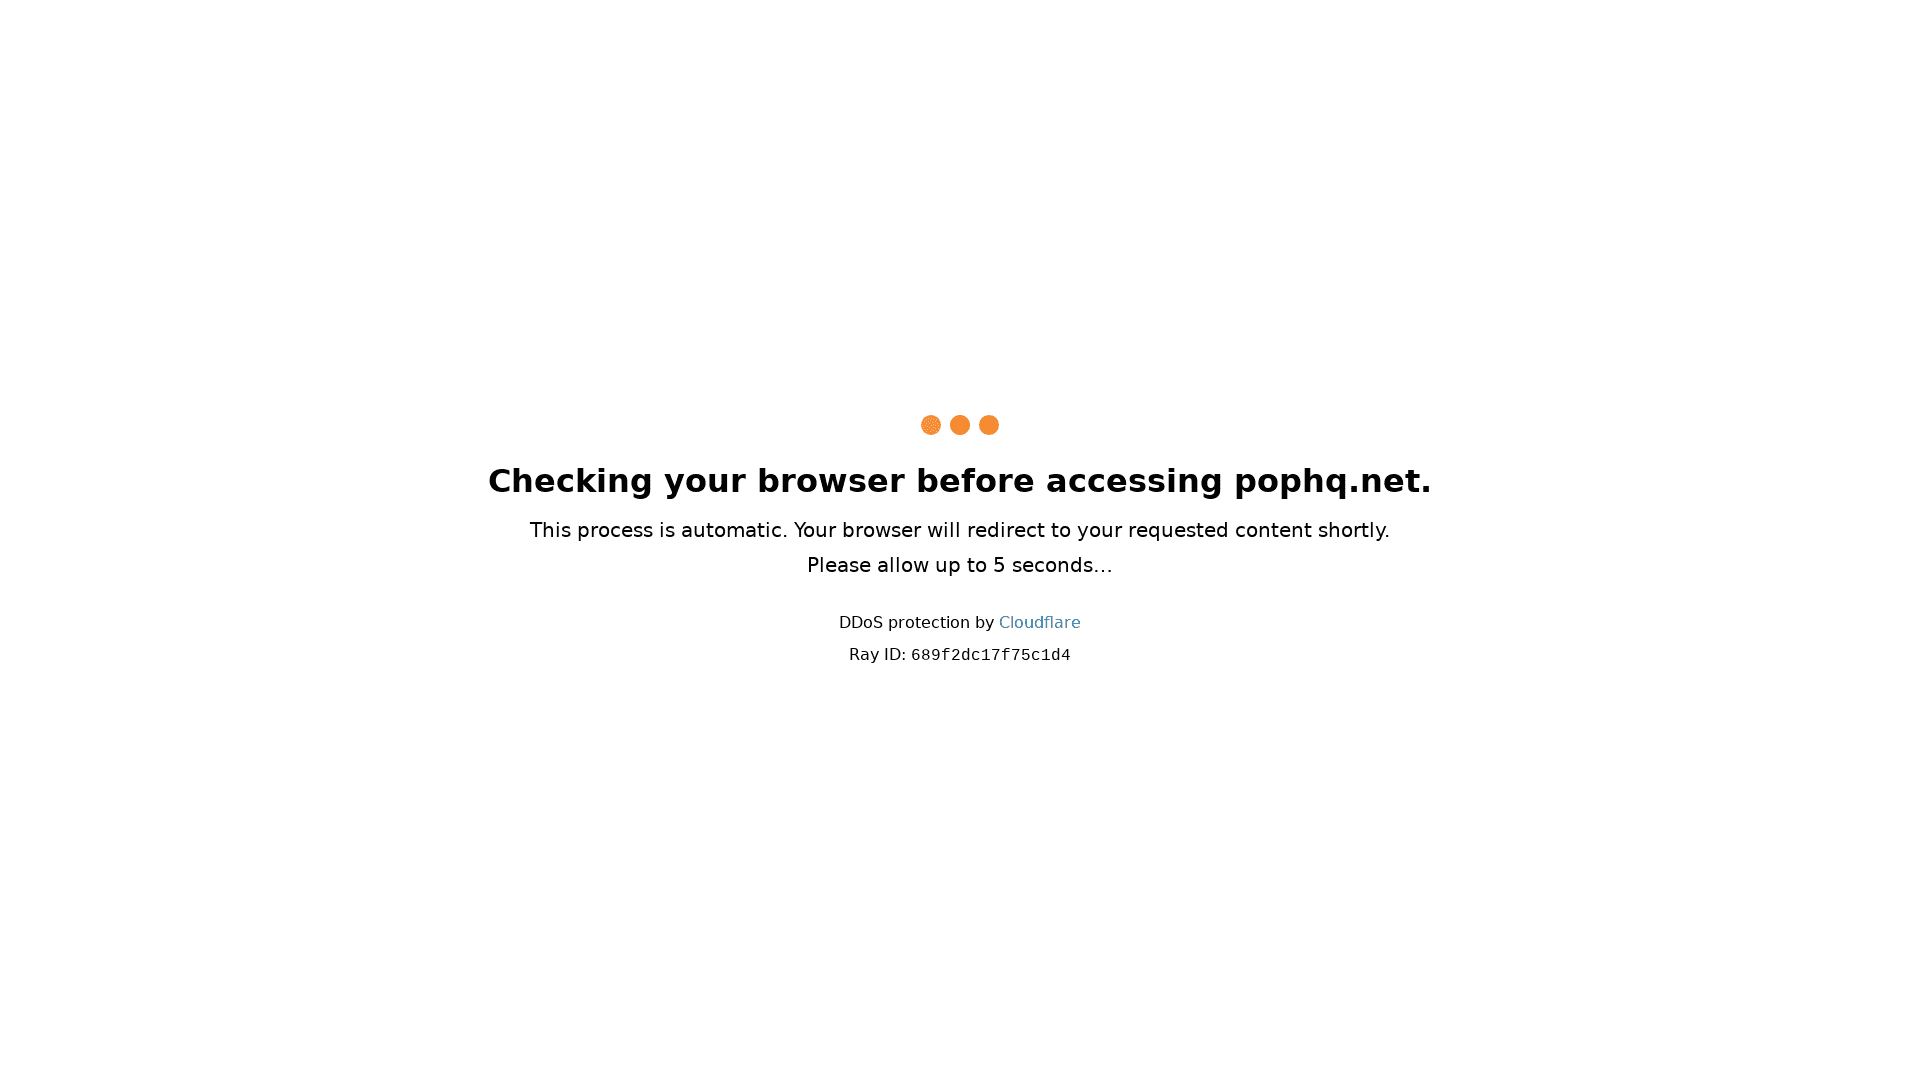 Checking your browser before accessing pophq.net.
This process is automatic. Your browser will redirect to your requested content shortly.
Please allow up to 5 seconds…
DDoS protection by Cloudflare
Ray ID: 689f2dc17f75c1d4